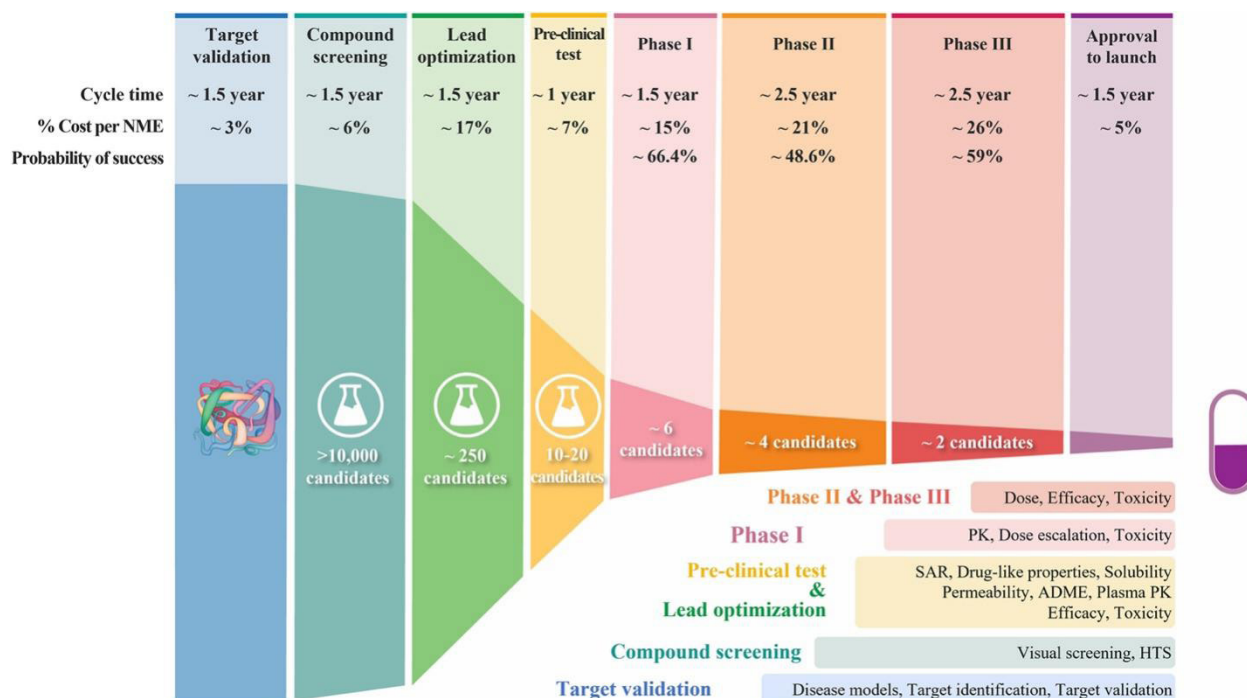 Target validation
Compound screening
Lead optimization
Pre-clinical test
Phase I
Phase II
Phase III
Approval to launch
Cycle time ~ 1.5 year ~ 1.5 year ~ 1.5 year ~ 1 year ~ 1.5 year ~ 2.5 year ~ 2.5 year ~ 1.5 year
% Cost per NME ~ 3% ~ 6% ~ 17% ~ 7% ~ 15% ~ 21% ~ 26% ~ 5%
Probability of success ~ 66.4% ~ 48.6% ~ 59%
>10,000 candidates
~ 250 candidates
10-20 candidates
~ 6 candidates
~ 4 candidates
~ 2 candidates
Phase II & Phase III Dose, Efficacy, Toxicity
Phase I PK, Dose escalation, Toxicity
Pre-clinical test
&
Lead optimization
SAR, Drug-like properties, Solubility
Permeability, ADME, Plasma PK
Efficacy, Toxicity
Compound screening Visual screening, HTS
Target validation Disease models, Target identification, Target validation